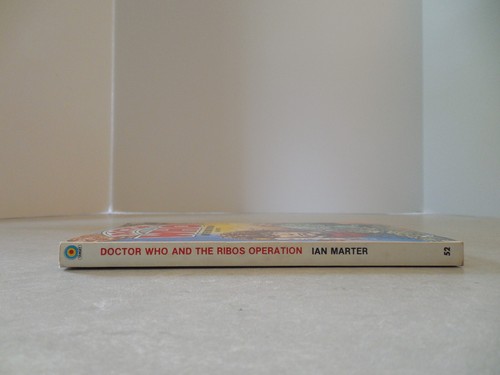 DOCTOR WHO AND THE RIBOS OPERATION IAN MARTER 52